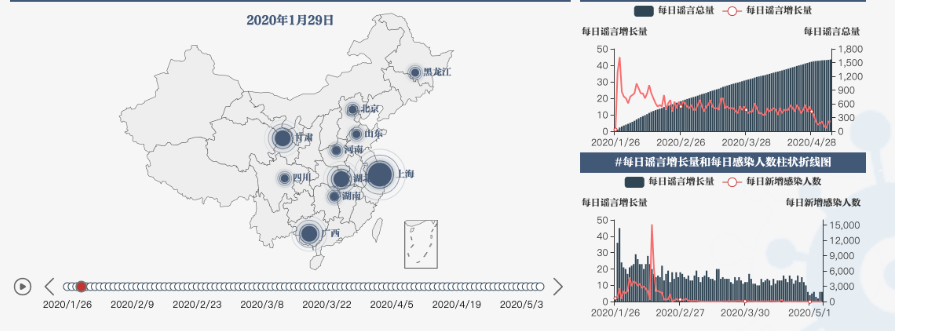 2020年1月29日
黑龙江
北京
山东
甘肃
河南
四川
湖北
上海
湖南
广西
2020/1/26 2020/2/9 2020/2/23 2020/3/8 2020/3/22 2020/4/5 2020/4/19 2020/5/3
每日谣言总量 每日谣言增长量
每日谣言增长量 每日谣言总量
50 1,800
40 1,500
1,200
30
900
20
600
10
300
0 0
2020/1/26 2020/2/26 2020/3/28 2020/4/28
#每日谣言增长量和每日感染人数柱状折线图
每日谣言增长量 每日新增感染人数
每日谣言增长量 每日新增感染人数
50
15,000
40
12,000
30
9,000
20
6,000
10
3,000
0 0
2020/1/26 2020/2/27 2020/3/30 2020/5/1